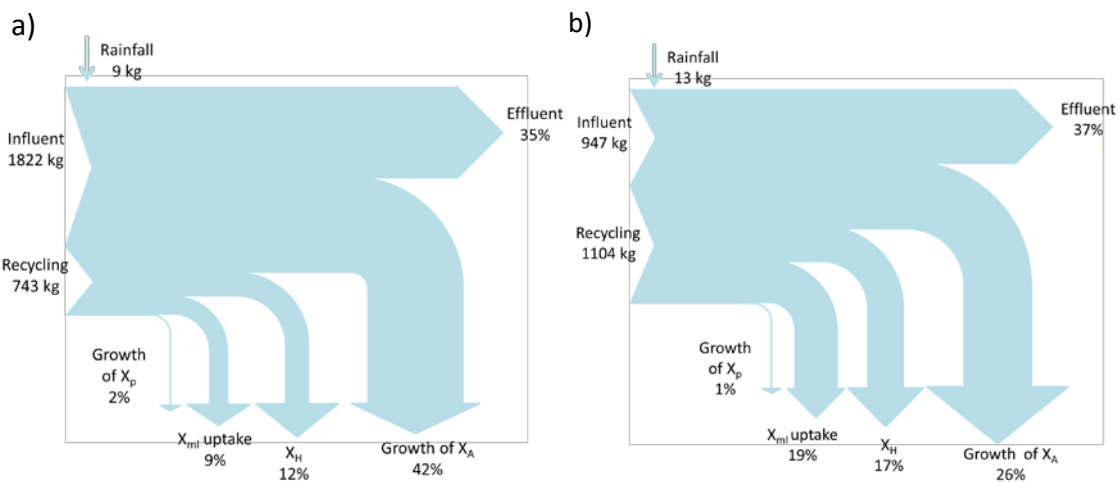 a)
Rainfall
9 kg
Influent
1822 kg
Effluent
35%
Recycling
743 kg
Growth
of Xp
2%
Xml uptake
9%
XH
12%
Growth of XA
42%
b)
Rainfall
13 kg
Influent
947 kg
Effluent
37%
Recycling
1104 kg
Growth
of Xp
1%
Xml uptake
19%
XH
17%
Growth of XA
26%